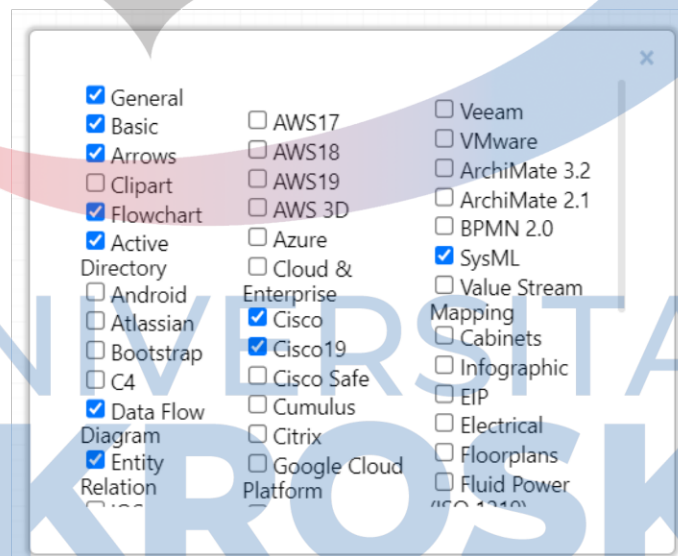 ×
General
Basic
Arrows
Clipart
Flowchart
Active
Directory
Android
Atlassian
Bootstrap
C4
Data Flow
Diagram
Entity
Relation
AWS17
AWS18
AWS19
AWS 3D
Azure
Cloud &
Enterprise
Cisco
Cisco19
Cisco Safe
Cumulus
Citrix
Google Cloud
Platform
Veeam
VMware
ArchiMate 3.2
ArchiMate 2.1
BPMN 2.0
SysML
Value Stream
Mapping
Cabinets
Infographic
EIP
Electrical
Floorplans
Fluid Power
NIVERSITA
KROSK